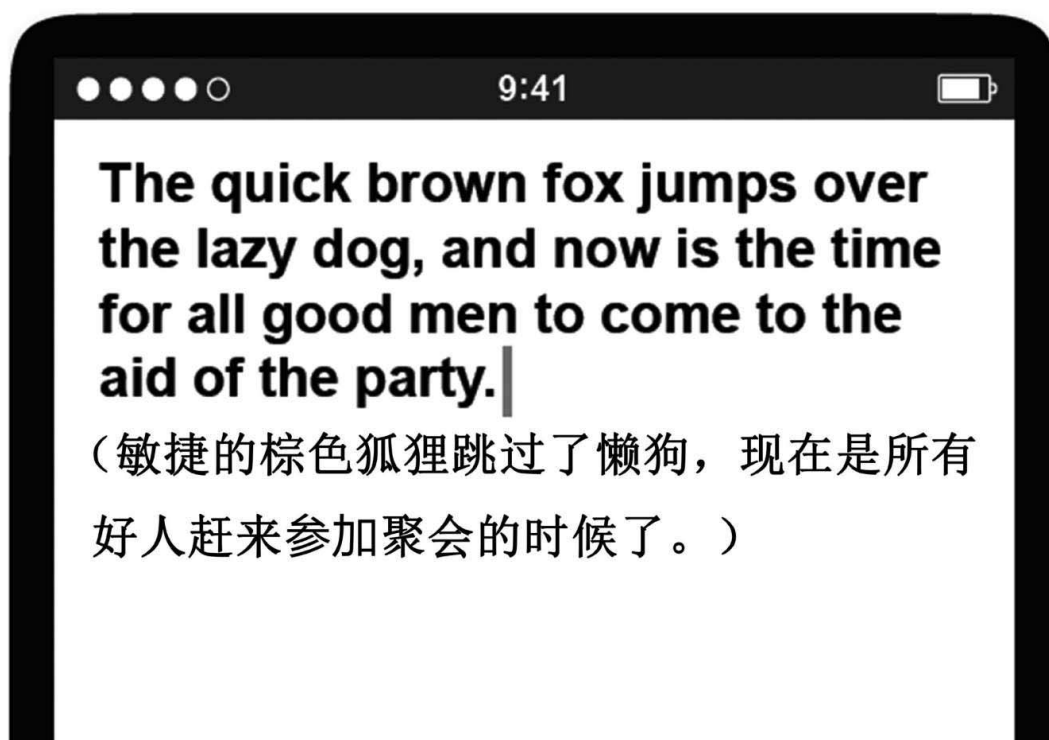 9:41
The quick brown fox jumps over
the lazy dog, and now is the time
for all good men to come to the
aid of the party.
（敏捷的棕色狐狸跳过了懒狗，现在是所有
好人赶来参加聚会的时候了。）